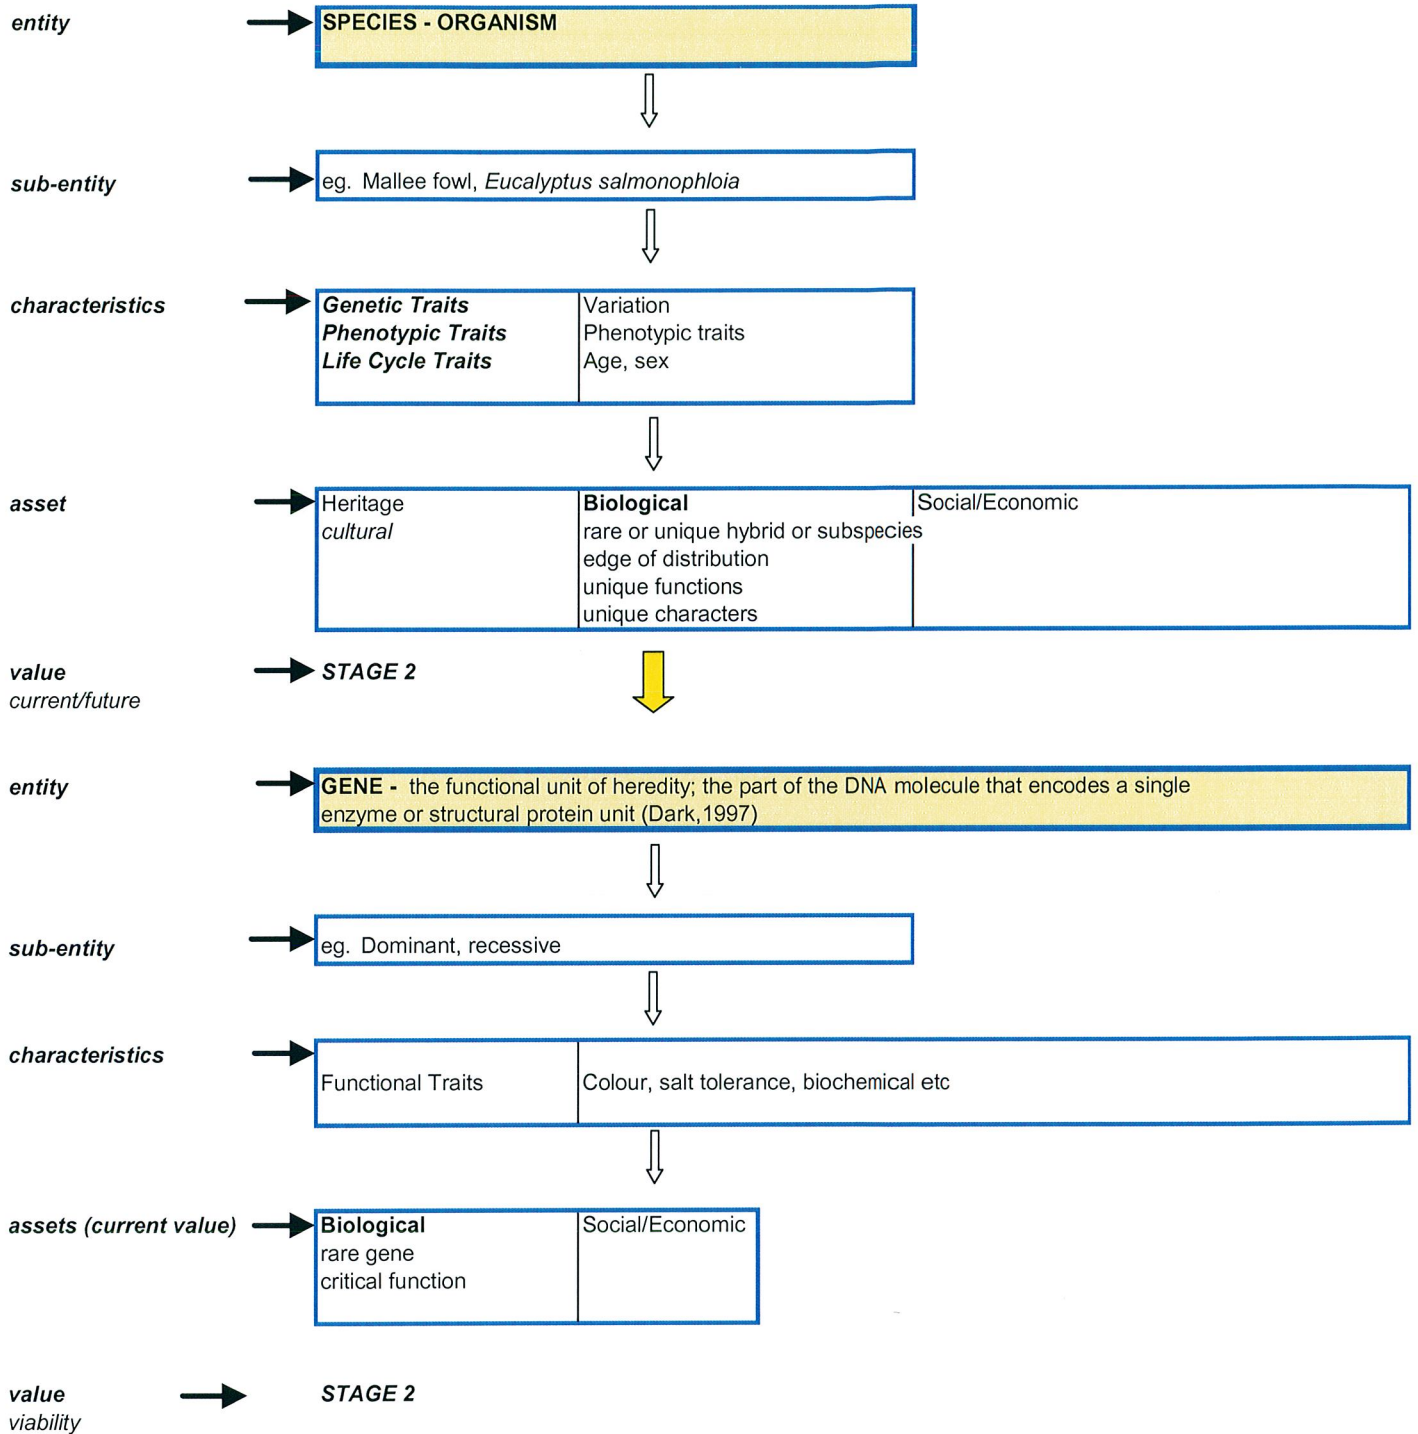 entity
SPECIES - ORGANISM
sub-entity
eg. Mallee fowl, Eucalyptus salmonophloia
characteristics
Genetic Traits Variation
Phenotypic Traits Phenotypic traits
Life Cycle Traits Age, sex
asset
Heritage
cultural
Biological
rare or unique hybrid or subspecies
edge of distribution
unique functions
unique characters
Social/Economic
value
current/future
STAGE 2
entity
GENE - the functional unit of heredity; the part of the DNA molecule that encodes a single
enzyme or structural protein unit (Dark,1997)
sub-entity
eg. Dominant, recessive
characteristics
Functional Traits Colour, salt tolerance, biochemical etc
assets (current value)
Biological
rare gene
critical function
Social/Economic
value
viability
STAGE 2